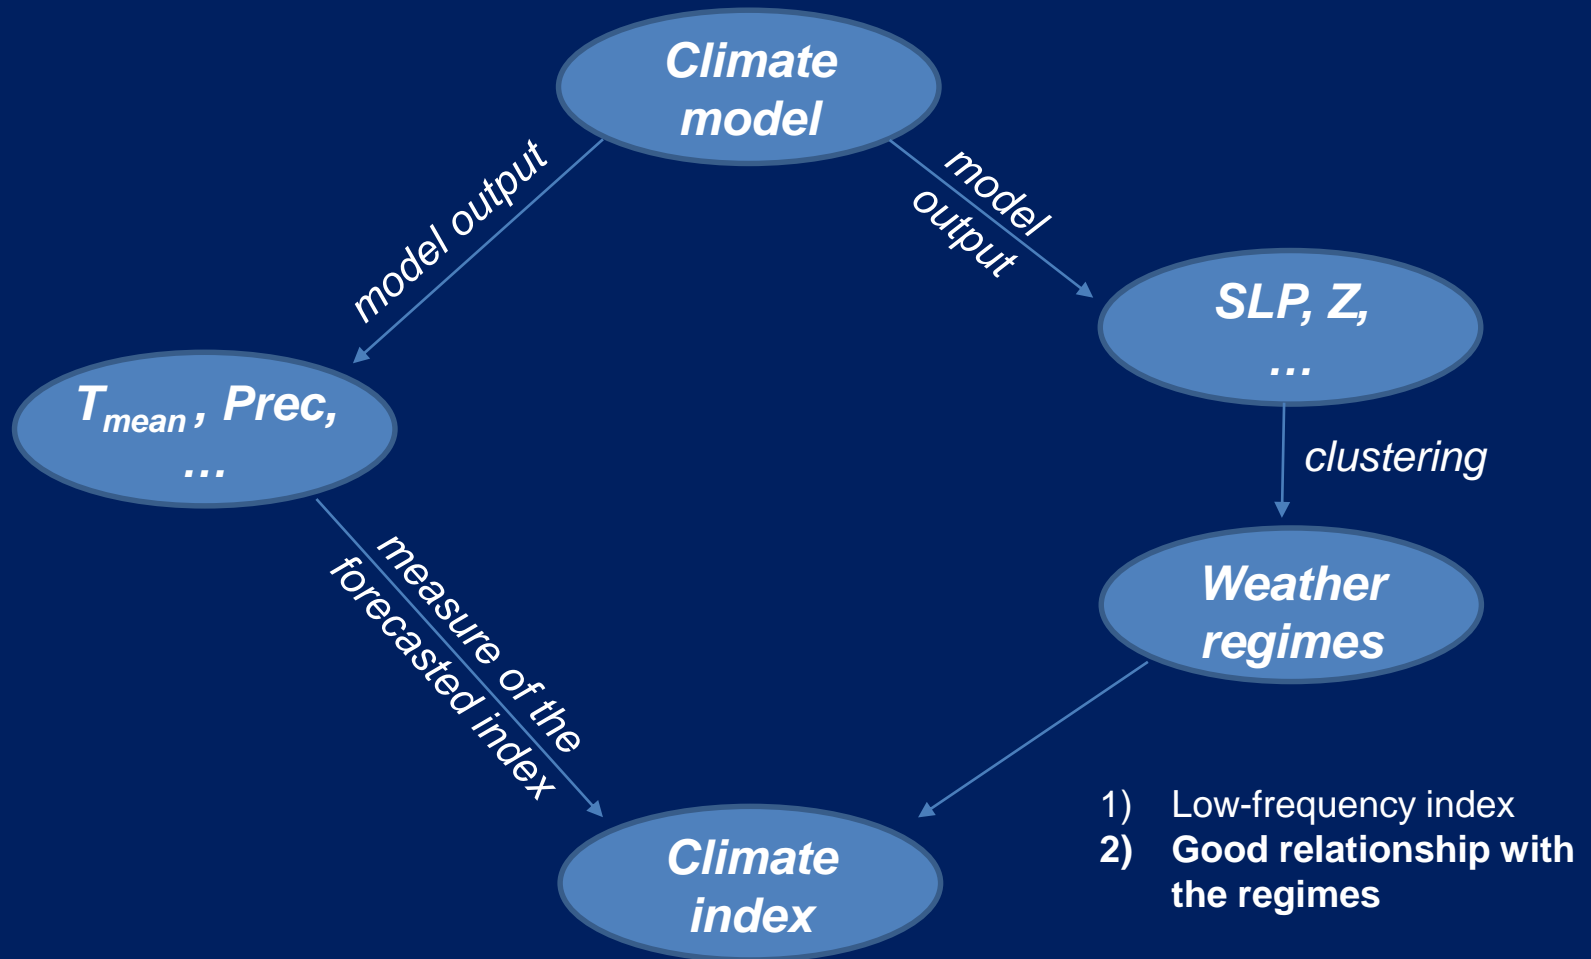 Climate
model
model output
model
output
SLP, Z,
...
T_mean , Prec,
...
clustering
measure of the
forecasted index
Weather
regimes
1) Low-frequency index
2) Good relationship with
the regimes
Climate
index